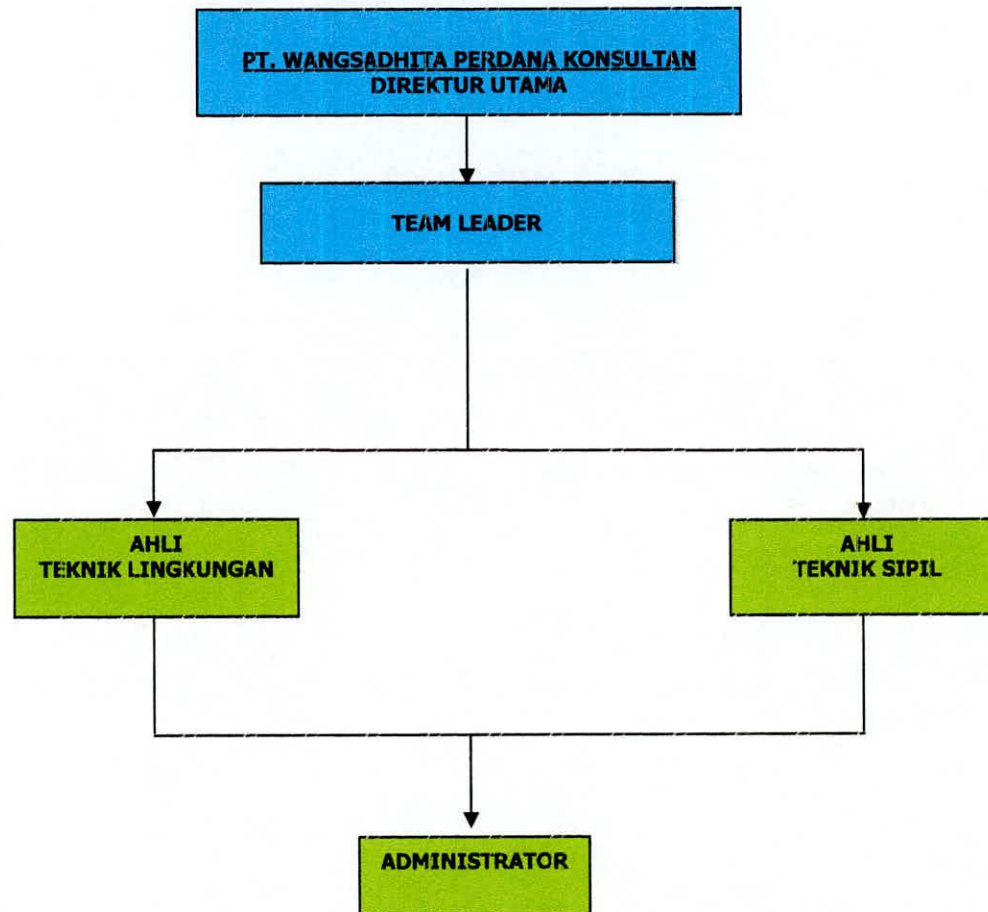 PT. WANGSADHITA PERDANA KONSULTAN
DIREKTUR UTAMA
TEAM LEADER
AHLI
TEKNIK LINGKUNGAN
AHLI
TEKNIK SIPIL
ADMINISTRATOR